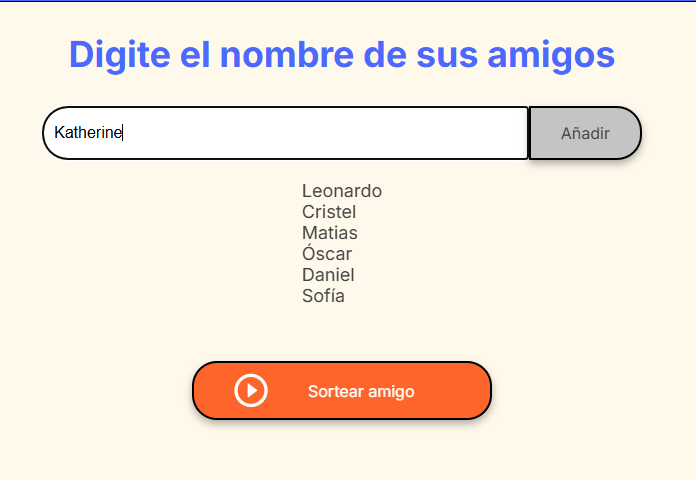 Digite el nombre de sus amigos
Katherine
Añadir
Leonardo
Cristel
Matias
Óscar
Daniel
Sofía
Sortear amigo